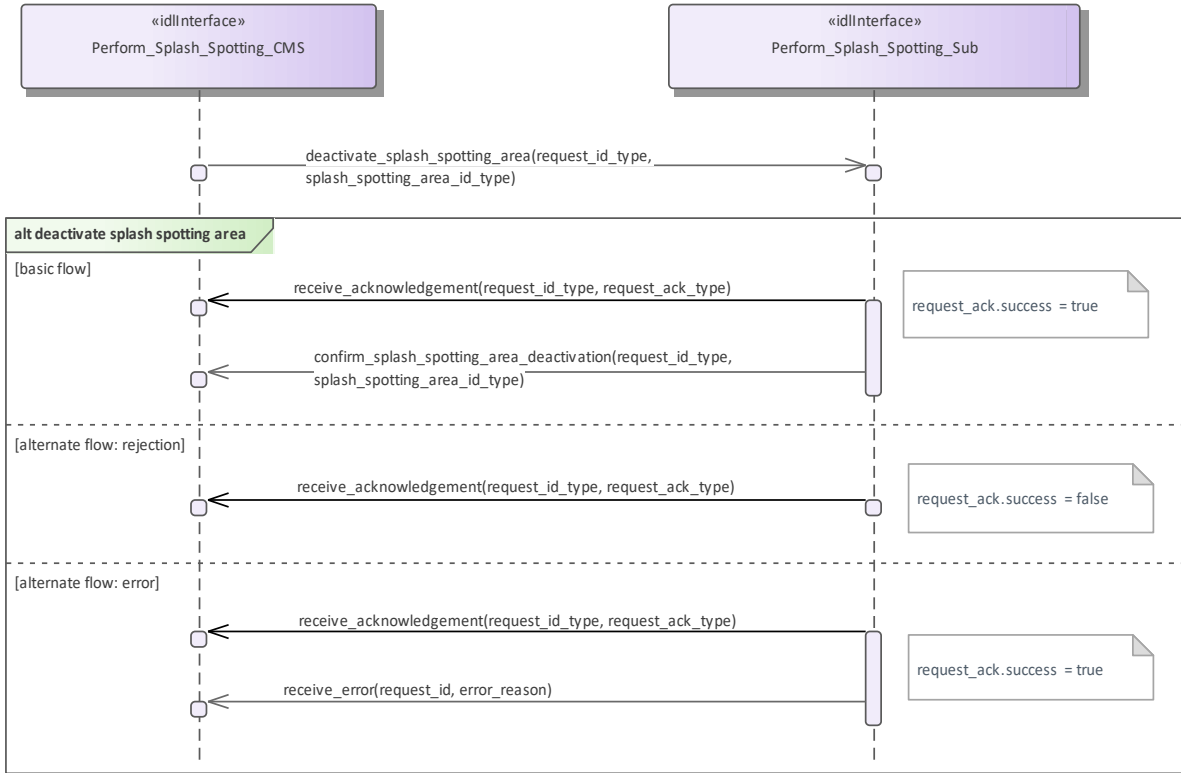 «idlInterface»
Perform_Splash_Spotting_CMS
«idlInterface»
Perform_Splash_Spotting_Sub
deactivate_splash_spotting_area(request_id_type,
splash_spotting_area_id_type)
alt deactivate splash spotting area
[basic flow]
receive_acknowledgement(request_id_type, request_ack_type)
request_ack.success = true
confirm_splash_spotting_area_deactivation(request_id_type,
splash_spotting_area_id_type)
[alternate flow: rejection]
receive_acknowledgement(request_id_type, request_ack_type)
request_ack.success = false
[alternate flow: error]
receive_acknowledgement(request_id_type, request_ack_type)
request_ack.success = true
receive_error(request_id, error_reason)